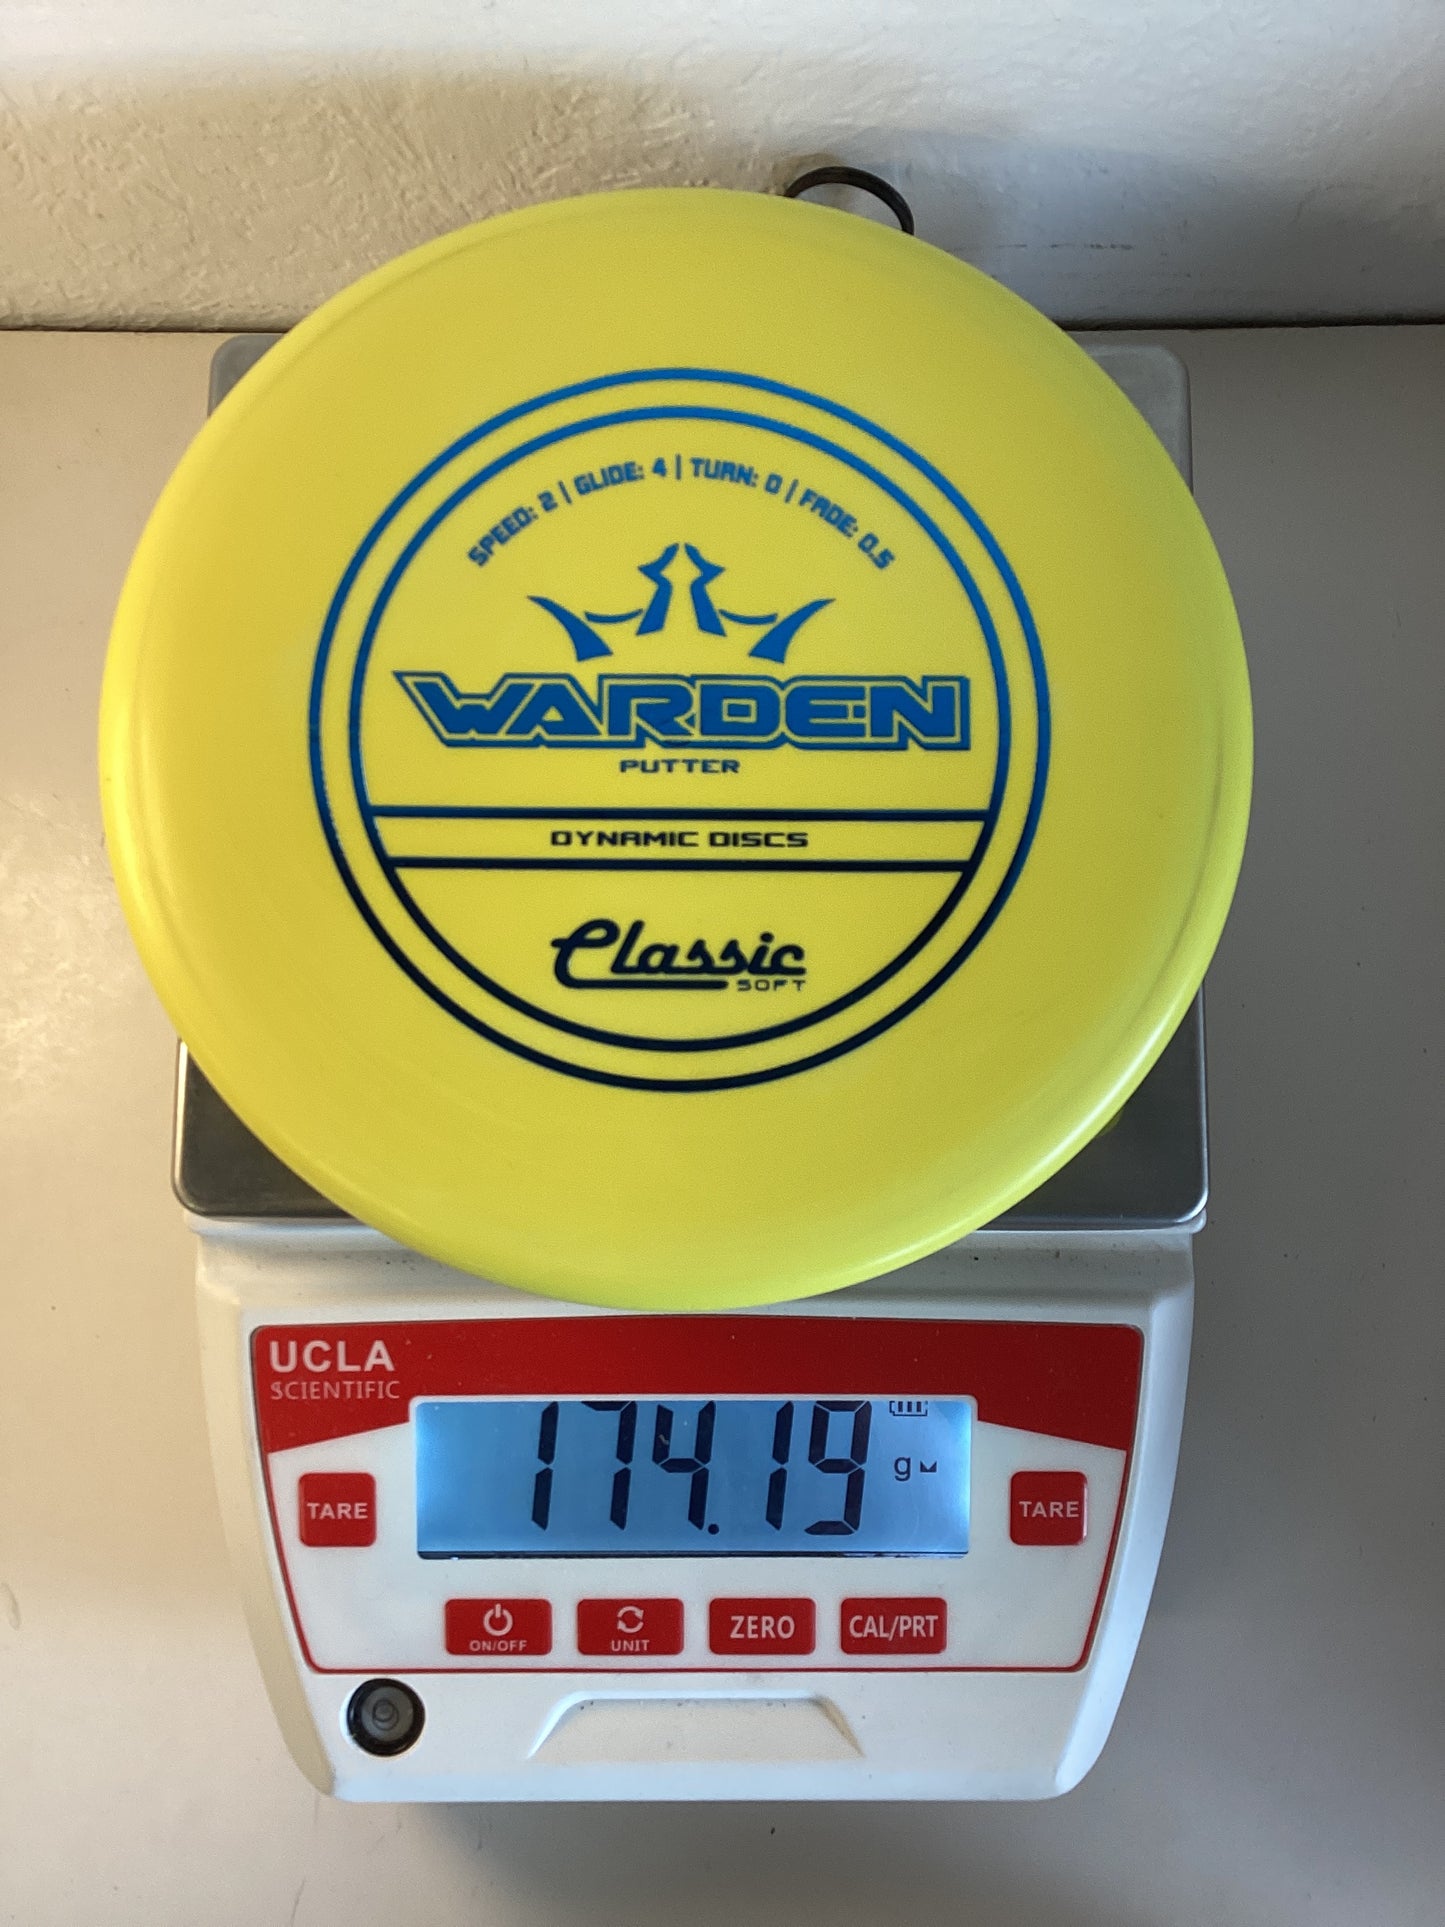 SPEED: 2 | GLIDE: 4 | TURN: 0 | FADE: 0.5
WARDEN
PUTTER
DYNAMIC DISCS
Classic
SOFT
UCLA
SCIENTIFIC
174.19 g
TARE
TARE
ON/OFF
UNIT
ZERO
CAL/PRT